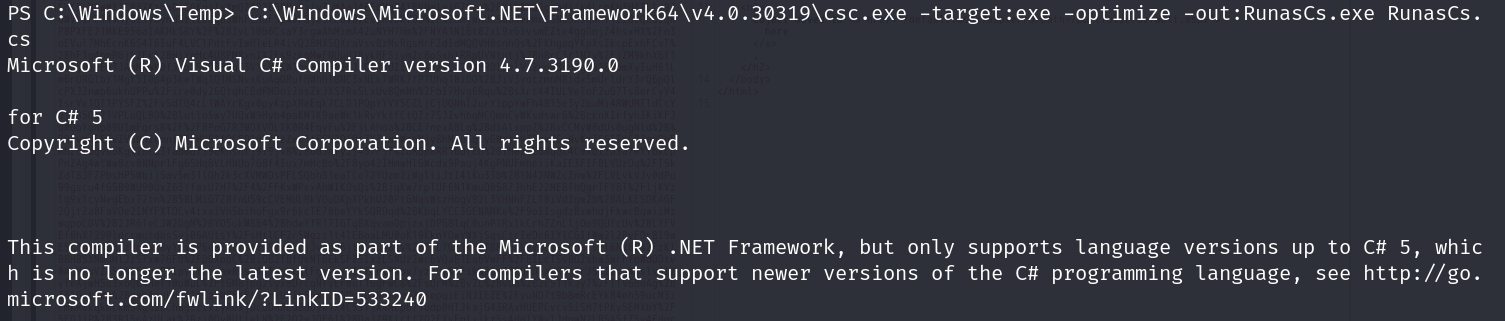 PS C:\Windows\Temp> C:\Windows\Microsoft.NET\Framework64\v4.0.30319\csc.exe -target:exe -optimize -out:RunasCs.exe RunasCs.
cs
Microsoft (R) Visual C# Compiler version 4.7.3190.0
for C# 5
Copyright (C) Microsoft Corporation. All rights reserved.
This compiler is provided as part of the Microsoft (R) .NET Framework, but only supports language versions up to C# 5, whic
h is no longer the latest version. For compilers that support newer versions of the C# programming language, see http://go.
microsoft.com/fwlink/?LinkID=533240